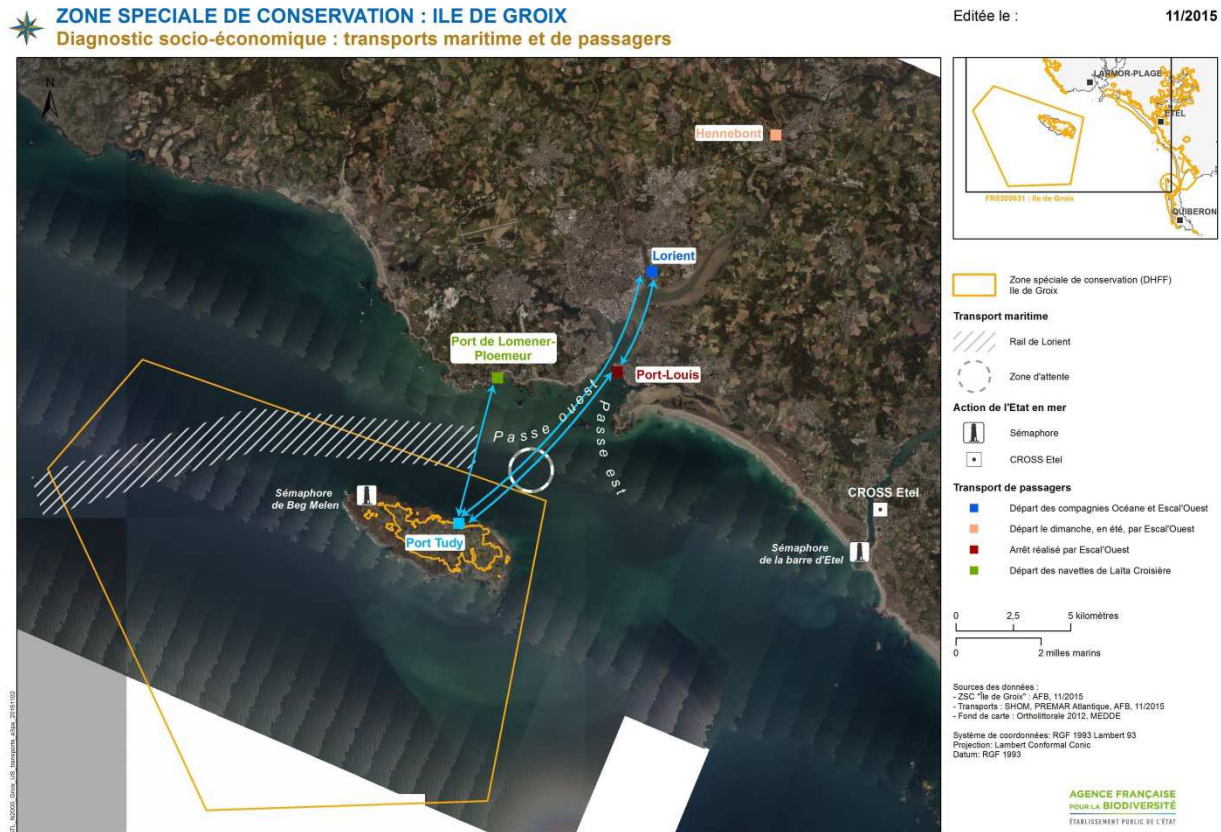 ZONE SPECIALE DE CONSERVATION : ILE DE GROIX
Diagnostic socio-économique : transports maritime et de passagers
Editée le :
11/2015
N
Hennebont
Lorient
Port de Lomener-
Ploemeur
Port-Louis
Passe ouest
Passe est
Sémaphore
de Beg Melen
Port Tudy
CROSS Etel
Sémaphore
de la barre d'Etel
LARMOR-PLAGE
ETEL
QUIBERON
FR5300031 : Ile de Groix
Zone spéciale de conservation (DHFF)
Ile de Groix
Transport maritime
Rail de Lorient
Zone d'attente
Action de l'Etat en mer
Sémaphore
CROSS Etel
Transport de passagers
Départ des compagnies Océane et Escal'Ouest
Départ le dimanche, en été, par Escal'Ouest
Arrêt réalisé par Escal'Ouest
Départ des navettes de Laïta Croisière
0 2,5 5 kilomètres
0 2 milles marins
Sources des données :
- ZSC "Île de Groix" : AFB, 11/2015
- Transports : SHOM, PREMAR Atlantique, AFB, 11/2015
- Fond de carte : Ortholittorale 2012, MEDDE
Système de coordonnées: RGF 1993 Lambert 93
Projection: Lambert Conformal Conic
Datum: RGF 1993
AGENCE FRANÇAISE
POUR LA BIODIVERSITÉ
ÉTABLISSEMENT PUBLIC DE L'ÉTAT